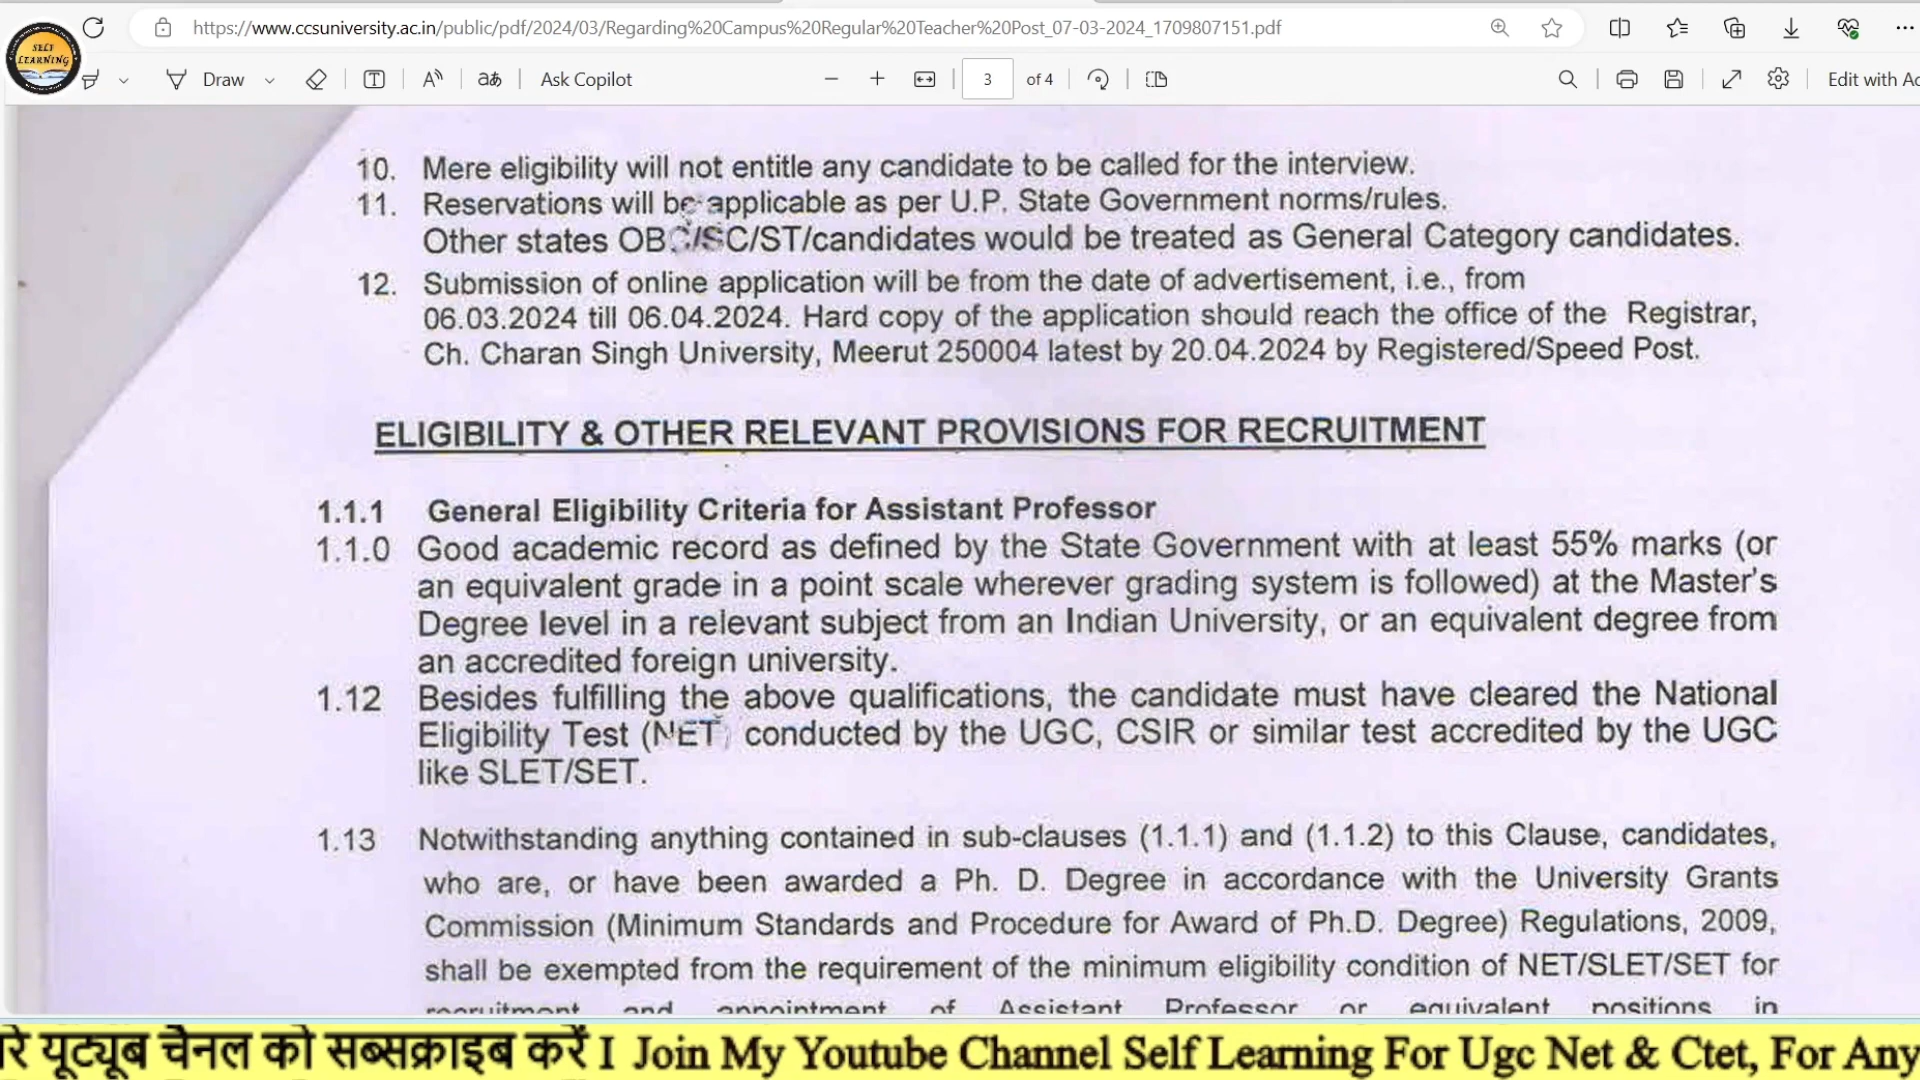 SELF
LEARNING
https://www.ccsuniversity.ac.in/public/pdf/2024/03/Regarding%20Campus%20Regular%20Teacher%20Post_07-03-2024_1709807151.pdf
Draw
aあ
Ask Copilot
3 of 4
Edit with Ac
10. Mere eligibility will not entitle any candidate to be called for the interview.
11. Reservations will be applicable as per U.P. State Government norms/rules.
Other states OBC/SC/ST/candidates would be treated as General Category candidates.
12. Submission of online application will be from the date of advertisement, i.e., from
06.03.2024 till 06.04.2024. Hard copy of the application should reach the office of the Registrar,
Ch. Charan Singh University, Meerut 250004 latest by 20.04.2024 by Registered/Speed Post.
ELIGIBILITY & OTHER RELEVANT PROVISIONS FOR RECRUITMENT
1.1.1 General Eligibility Criteria for Assistant Professor
1.1.0 Good academic record as defined by the State Government with at least 55% marks (or
an equivalent grade in a point scale wherever grading system is followed) at the Master's
Degree level in a relevant subject from an Indian University, or an equivalent degree from
an accredited foreign university.
1.12 Besides fulfilling the above qualifications, the candidate must have cleared the National
Eligibility Test (NET) conducted by the UGC, CSIR or similar test accredited by the UGC
like SLET/SET.
1.13 Notwithstanding anything contained in sub-clauses (1.1.1) and (1.1.2) to this Clause, candidates,
who are, or have been awarded a Ph. D. Degree in accordance with the University Grants
Commission (Minimum Standards and Procedure for Award of Ph.D. Degree) Regulations, 2009,
shall be exempted from the requirement of the minimum eligibility condition of NET/SLET/SET for
recruitment and appointment of Assistant Professor or equivalent positions in
रे यूट्यूब चैनल को सब्सक्राइब करें I Join My Youtube Channel Self Learning For Ugc Net & Ctet, For Any